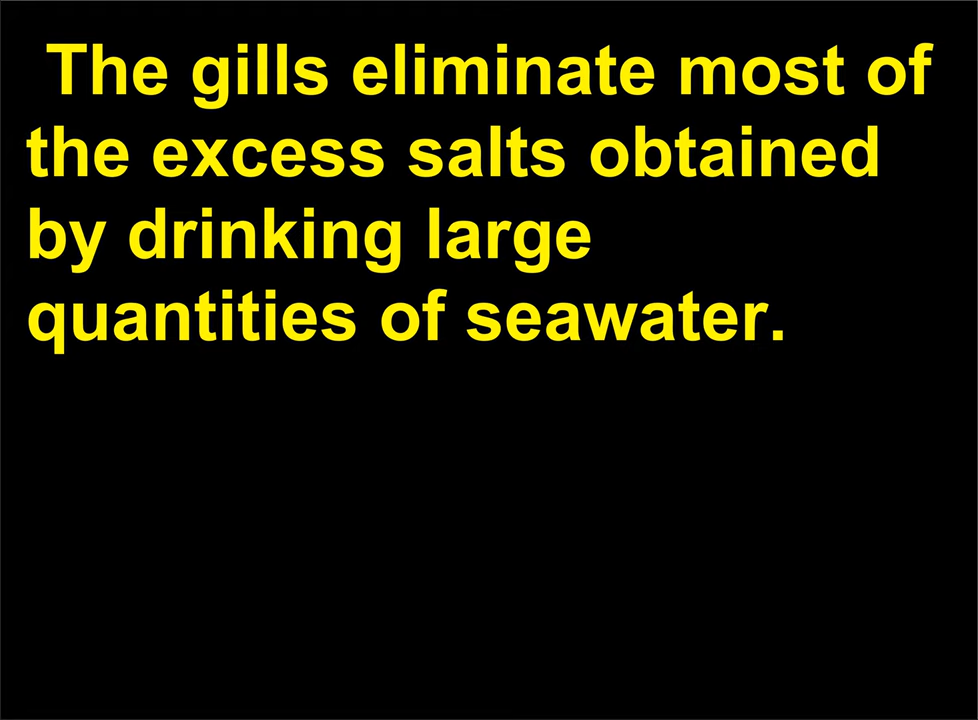 The gills eliminate most of
the excess salts obtained
by drinking large
quantities of seawater.